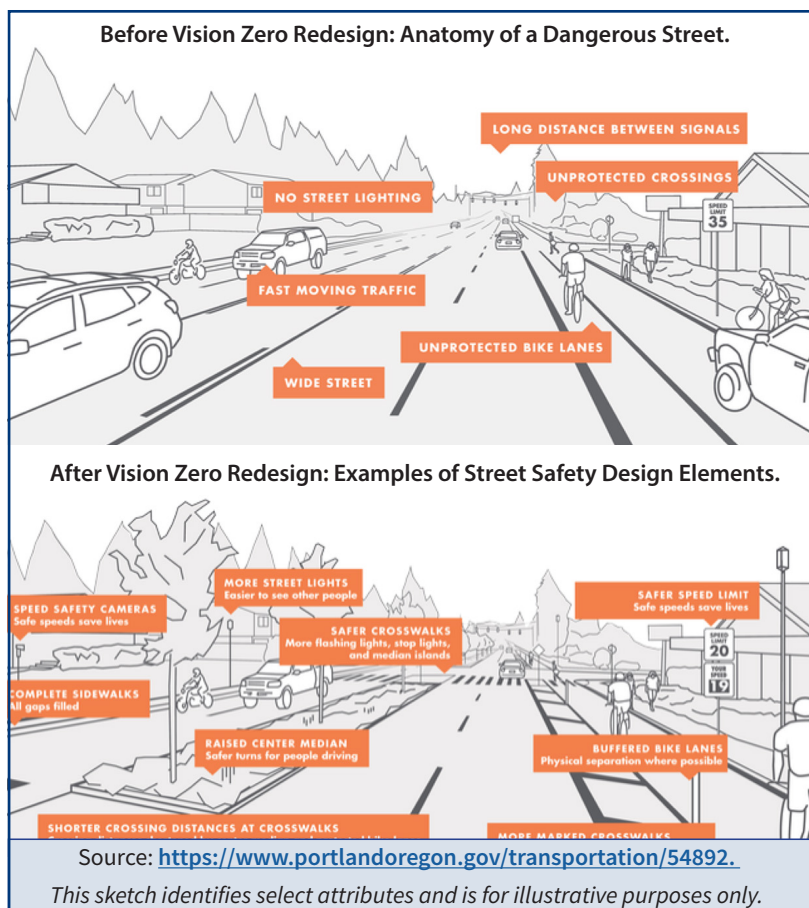 Before Vision Zero Redesign: Anatomy of a Dangerous Street.
LONG DISTANCE BETWEEN SIGNALS
UNPROTECTED CROSSINGS
NO STREET LIGHTING
SPEED
LIMIT
35
FAST MOVING TRAFFIC
UNPROTECTED BIKE LANES
WIDE STREET
After Vision Zero Redesign: Examples of Street Safety Design Elements.
MORE STREET LIGHTS
Easier to see other people
SAFER SPEED LIMIT
Safe speeds save lives
SPEED SAFETY CAMERAS
Safe speeds save lives
SAFER CROSSWALKS
More flashing lights, stop lights,
and median islands
SPEED
LIMIT
20
YOUR
SPEED
19
COMPLETE SIDEWALKS
All gaps filled
RAISED CENTER MEDIAN
Safer turns for people driving
BUFFERED BIKE LANES
Physical separation where possible
SHORTER CROSSING DISTANCES AT CROSSWALKS
MORE MARKED CROSSWALKS
Source: https://www.portlandoregon.gov/transportation/54892.
This sketch identifies select attributes and is for illustrative purposes only.